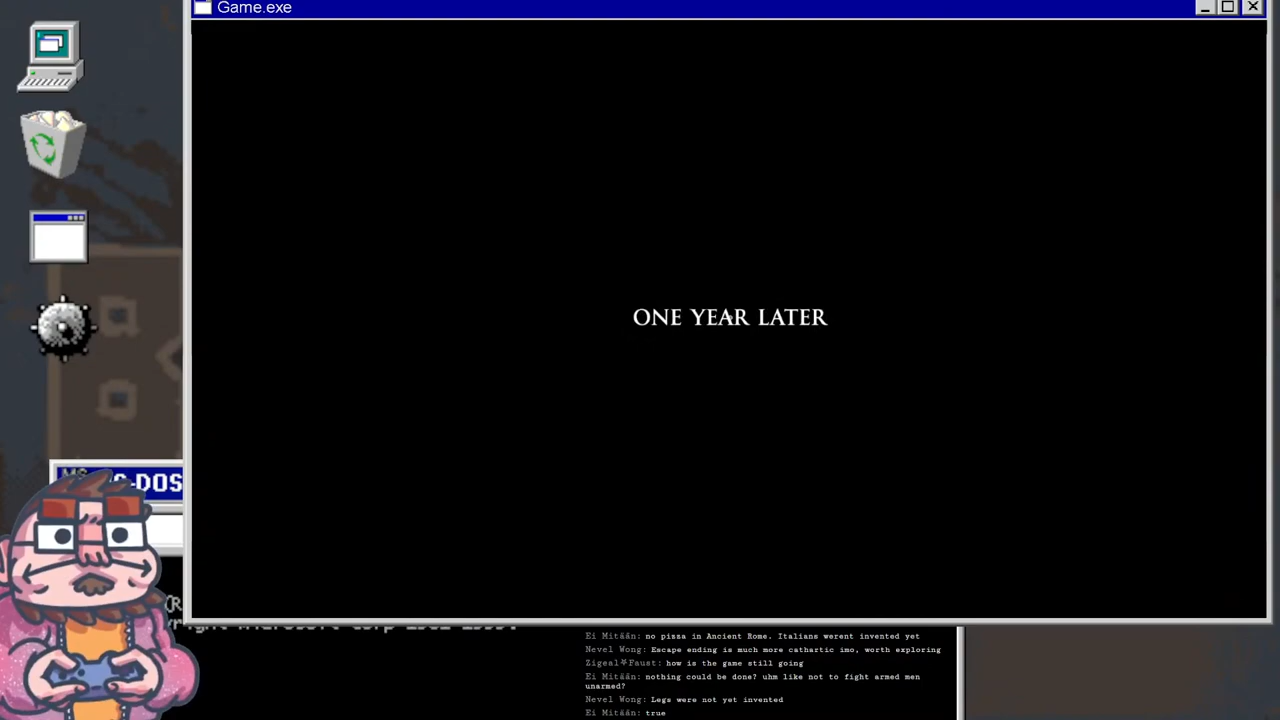 Game.exe
ONE YEAR LATER
MS-DOS
Ei Mitään: no pizza in Ancient Rome. Italians werent invented yet
Nevel Wong: Escape ending is much more cathartic imo, worth exploring
Zigeal⛧Faust: how is the game still going
Ei Mitään: nothing could be done? uhm like not to fight armed men
unarmed?
Nevel Wong: Legs were not yet invented
Ei Mitään: true